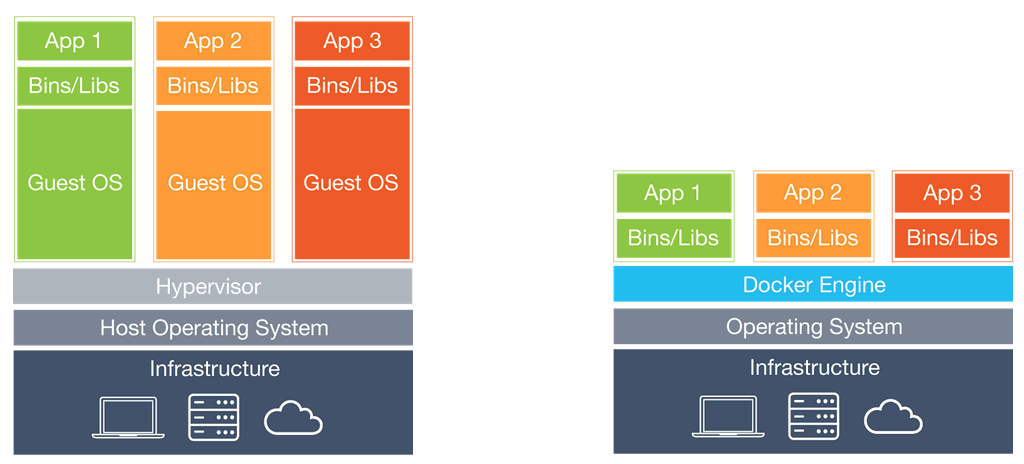 App 1
App 2
App 3
Bins/Libs
Bins/Libs
Bins/Libs
Guest OS
Guest OS
Guest OS
Hypervisor
Host Operating System
Infrastructure
App 1
App 2
App 3
Bins/Libs
Bins/Libs
Bins/Libs
Docker Engine
Operating System
Infrastructure